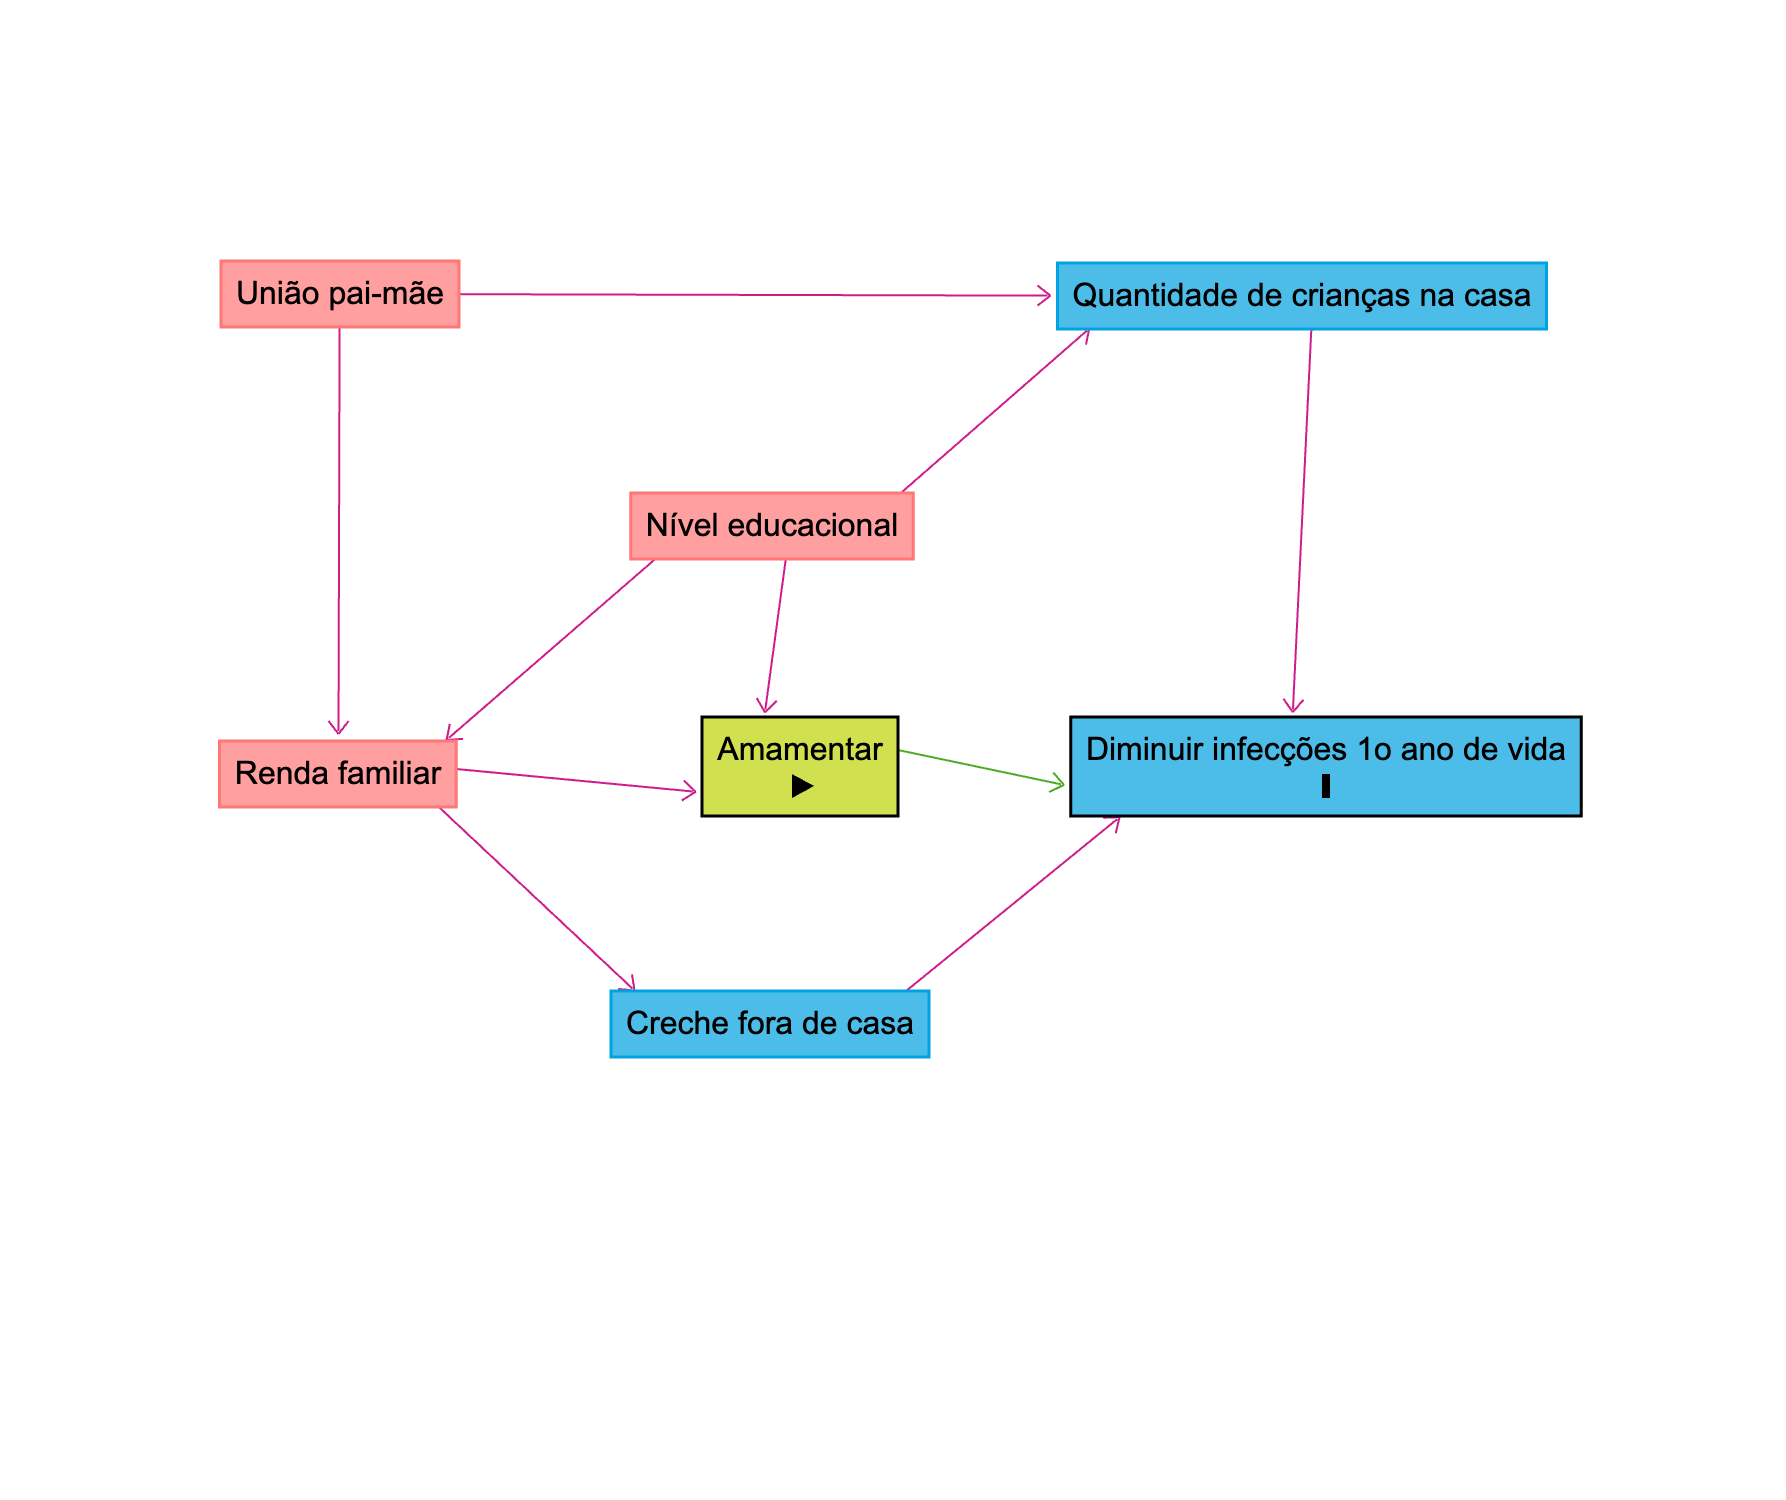 União pai-mãe
Quantidade de crianças na casa
Nível educacional
Amamentar
Diminuir infecções 1o ano de vida
Renda familiar
Creche fora de casa